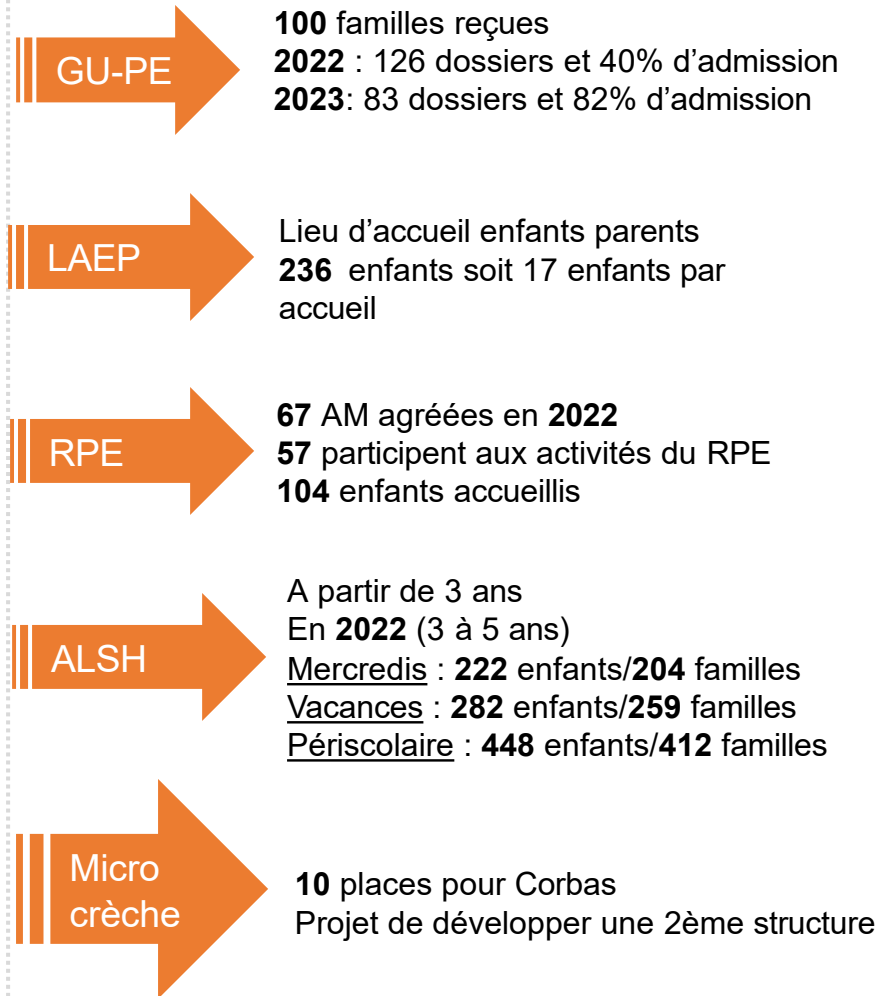 GU-PE
100 familles reçues
2022 : 126 dossiers et 40% d’admission
2023: 83 dossiers et 82% d’admission
LAEP
Lieu d’accueil enfants parents
236 enfants soit 17 enfants par
accueil
RPE
67 AM agréées en 2022
57 participent aux activités du RPE
104 enfants accueillis
ALSH
A partir de 3 ans
En 2022 (3 à 5 ans)
Mercredis : 222 enfants/204 familles
Vacances : 282 enfants/259 familles
Périscolaire : 448 enfants/412 familles
Micro
crèche
10 places pour Corbas
Projet de développer une 2ème structure